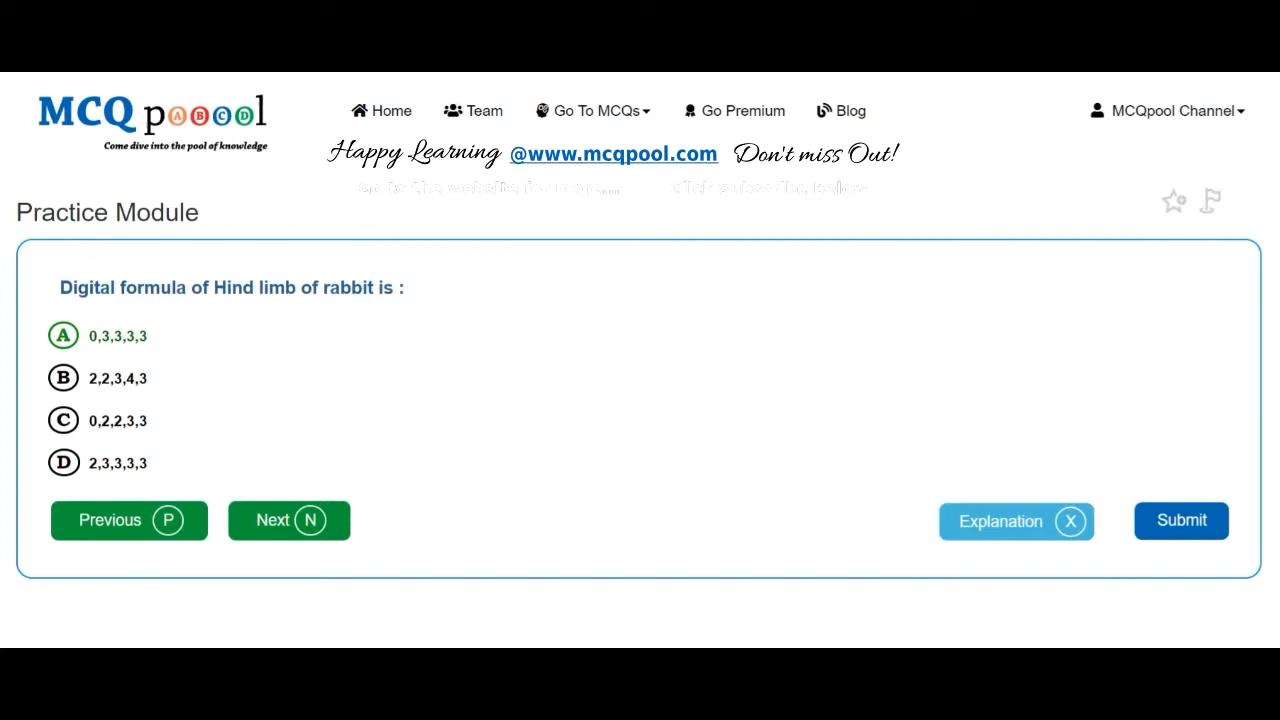 MCQ pABCDl
Come dive into the pool of knowledge
Home Team Go To MCQs Go Premium Blog MCQpool Channel
Happy Learning @www.mcqpool.com Don't miss Out!
Practice Module
Digital formula of Hind limb of rabbit is :
A 0,3,3,3,3
B 2,2,3,4,3
C 0,2,2,3,3
D 2,3,3,3,3
Previous P Next N Explanation X Submit